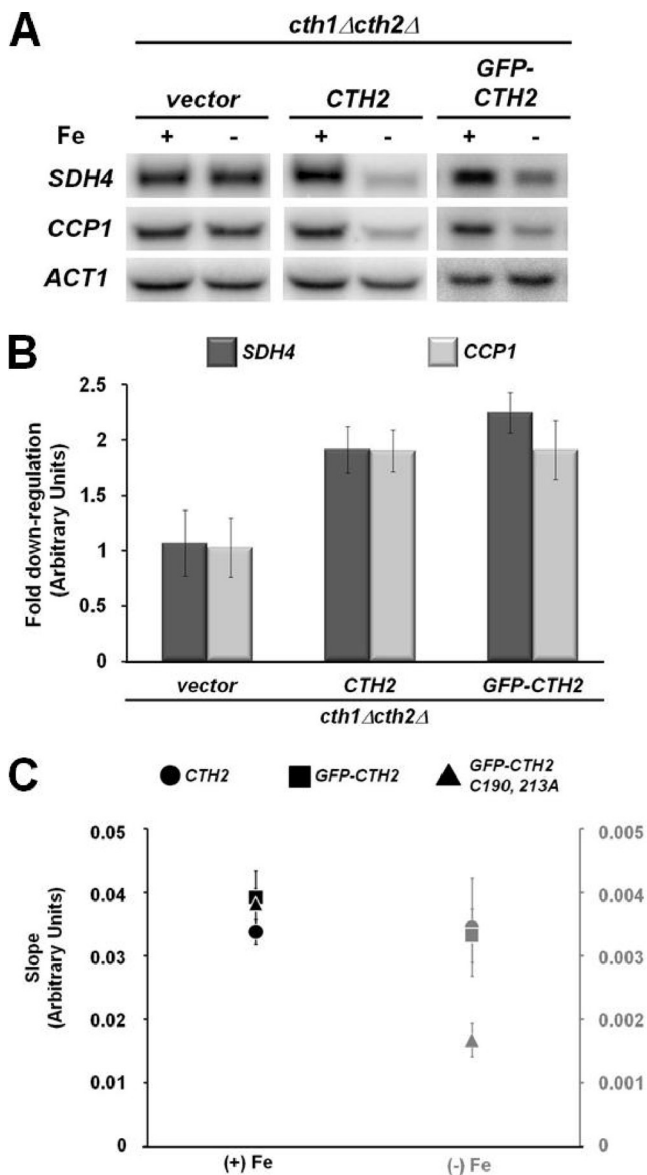 A
cth1Δcth2Δ
vector CTH2 GFP-
CTH2
Fe + - + - + -
SDH4
CCP1
ACT1
B
SDH4 CCP1
Fold down-regulation
(Arbitrary Units)
2.5
2
1.5
1
0.5
0
vector CTH2 GFP-CTH2
cth1Δcth2Δ
C
CTH2 GFP-CTH2 GFP-CTH2
C190, 213A
Slope
(Arbitrary Units)
0.05 0.005
0.04 0.004
0.03 0.003
0.02 0.002
0.01 0.001
0 0
(+) Fe (-) Fe